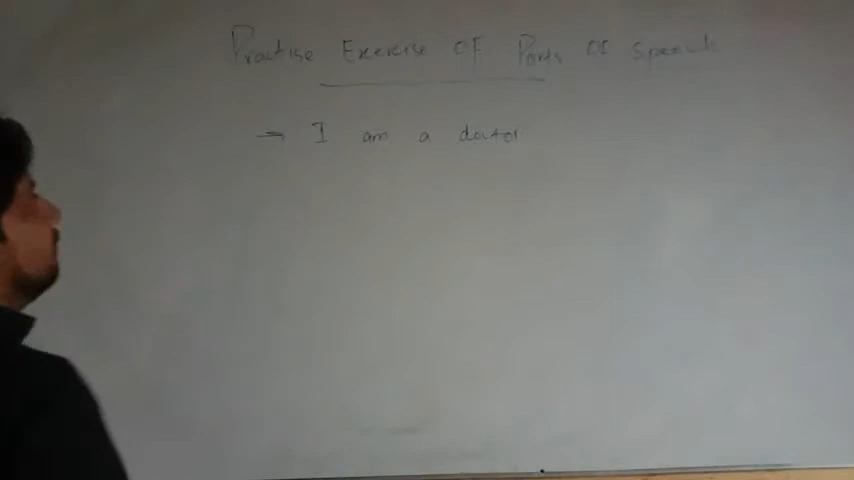 Practise Exercise OF Parts OF Speech
→ I am a doctor